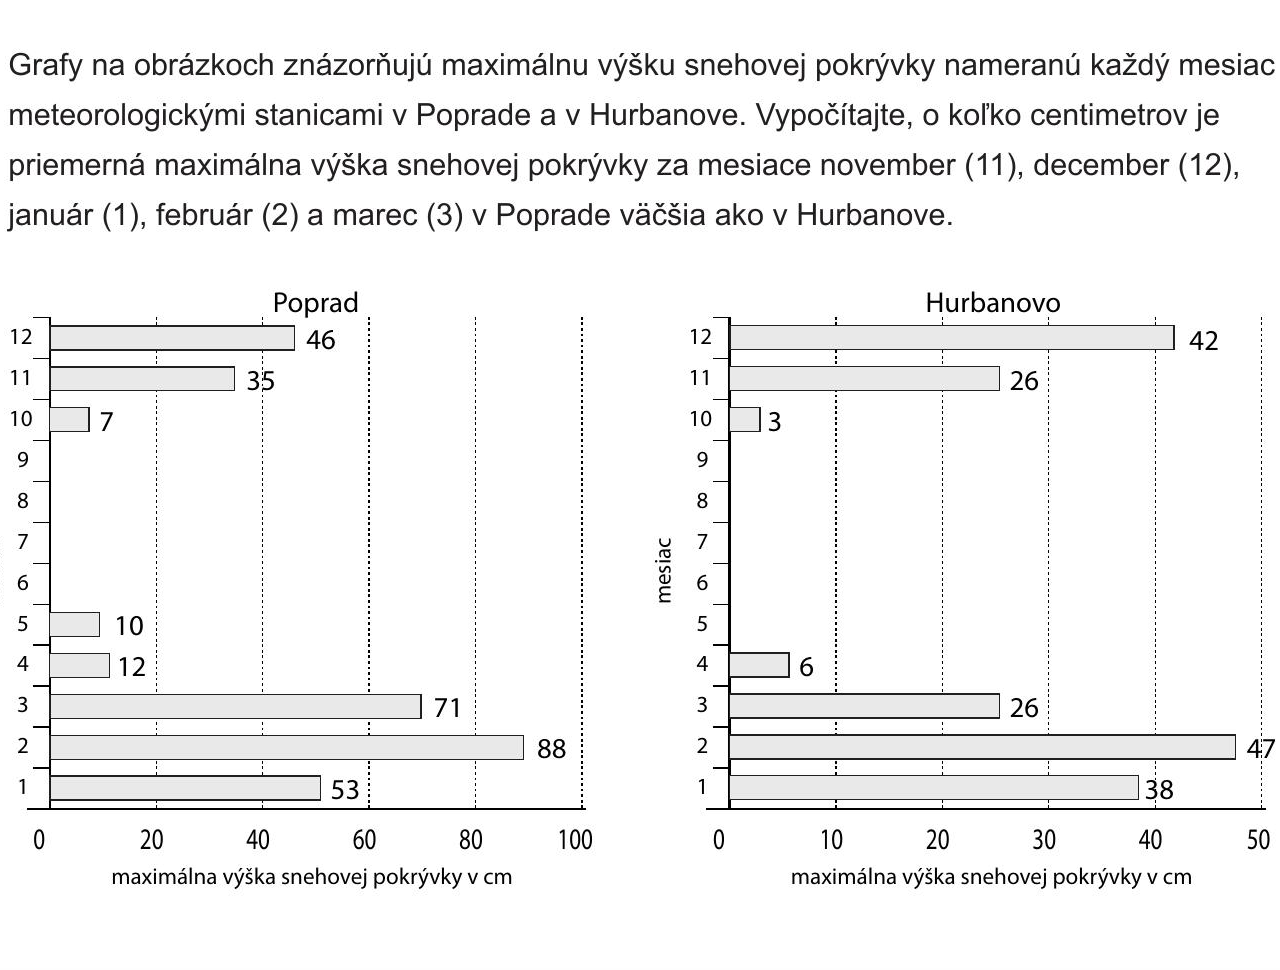 Grafy na obrázkoch znázorňujú maximálnu výšku snehovej pokrývky nameranú každý mesiac
meteorologickými stanicami v Poprade a v Hurbanove. Vypočítajte, o koľko centimetrov je
priemerná maximálna výška snehovej pokrývky za mesiace november (11), december (12),
január (1), február (2) a marec (3) v Poprade väčšia ako v Hurbanove.
Poprad
12 46
11 35
10 7
9
8
7
6
5 10
4 12
3 71
2 88
1 53
0 20 40 60 80 100
maximálna výška snehovej pokrývky v cm
Hurbanovo
mesiac
12 42
11 26
10 3
9
8
7
6
5
4 6
3 26
2 47
1 38
0 10 20 30 40 50
maximálna výška snehovej pokrývky v cm